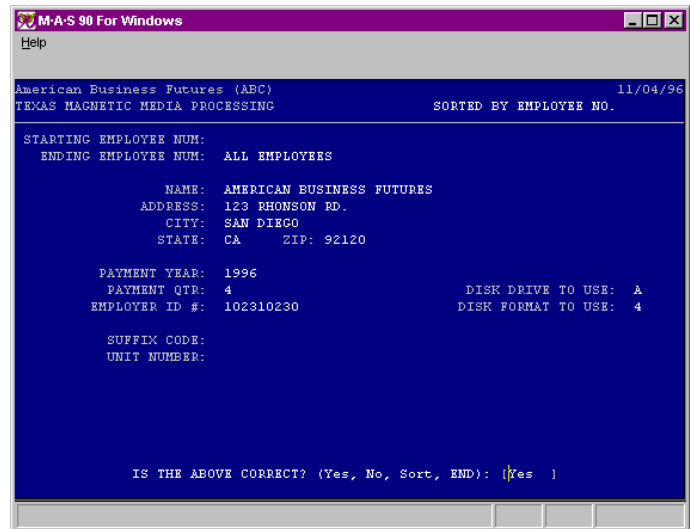 M·A·S 90 For Windows
Help
American Business Futures (ABC) 11/04/96
TEXAS MAGNETIC MEDIA PROCESSING SORTED BY EMPLOYEE NO.
STARTING EMPLOYEE NUM:
ENDING EMPLOYEE NUM: ALL EMPLOYEES
NAME: AMERICAN BUSINESS FUTURES
ADDRESS: 123 RHONSON RD.
CITY: SAN DIEGO
STATE: CA ZIP: 92120
PAYMENT YEAR: 1996
PAYMENT QTR: 4 DISK DRIVE TO USE: A
EMPLOYER ID #: 102310230 DISK FORMAT TO USE: 4
SUFFIX CODE:
UNIT NUMBER:
IS THE ABOVE CORRECT? (Yes, No, Sort, END): [Yes ]